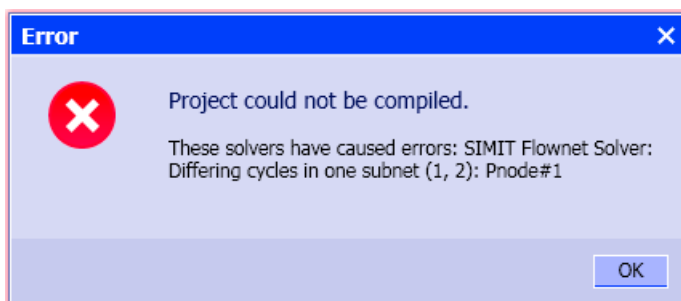 Error
Project could not be compiled.
These solvers have caused errors: SIMIT Flownet Solver:
Differing cycles in one subnet (1, 2): Pnode#1
OK